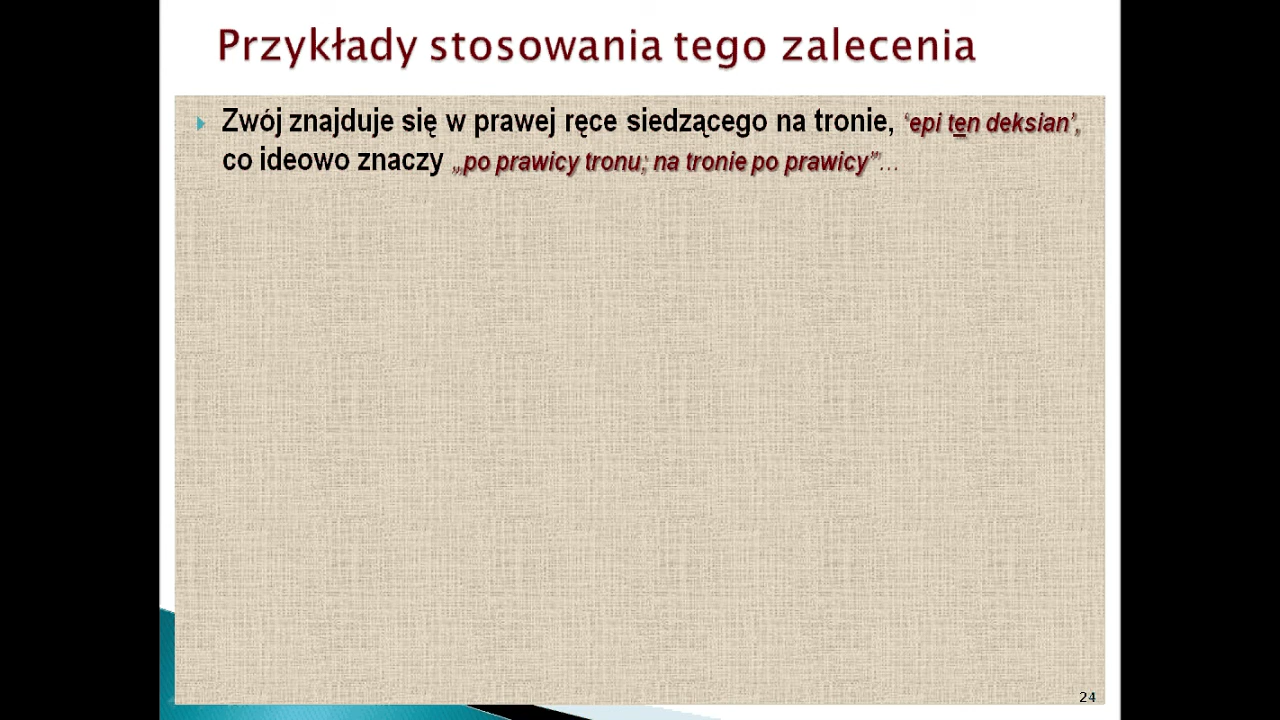 Przykłady stosowania tego zalecenia
Zwój znajduje się w prawej ręce siedzącego na tronie, ‘epi ten deksian’,
co ideowo znaczy „po prawicy tronu; na tronie po prawicy”…
24